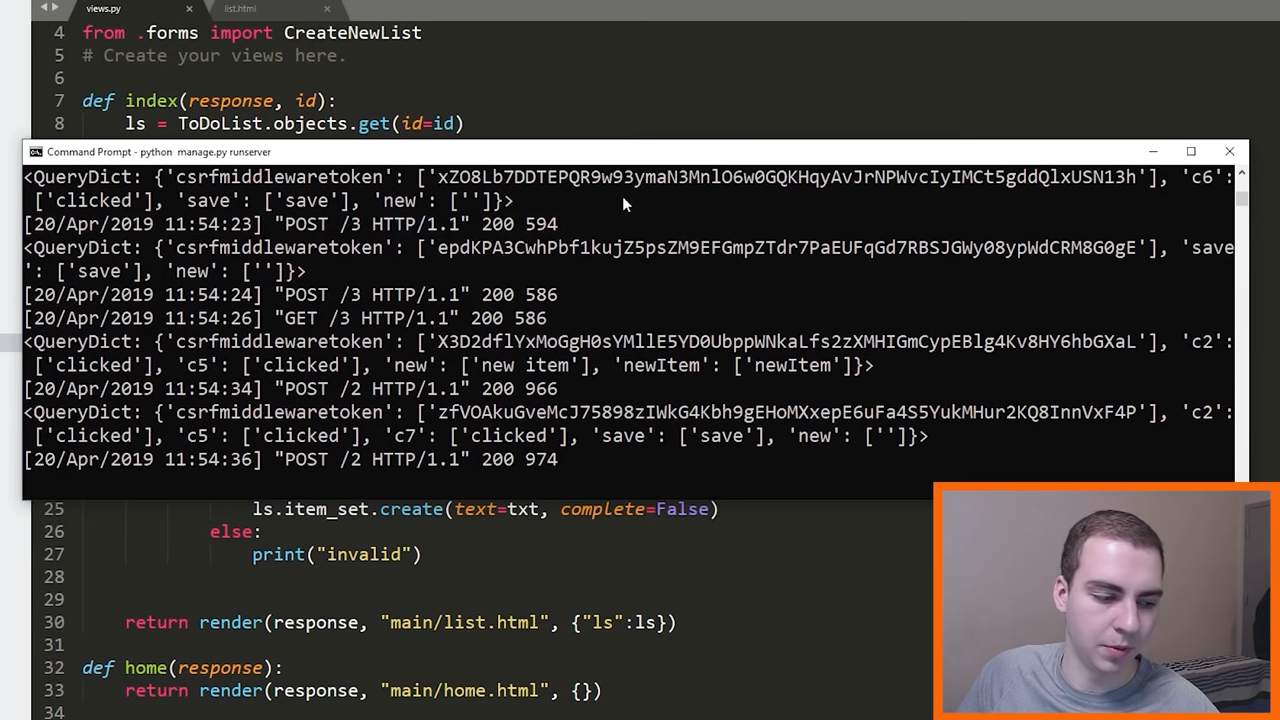 views.py × list.html ×
4 from .forms import CreateNewList
5 # Create your views here.
6
7 def index(response, id):
8 ls = ToDoList.objects.get(id=id)
Command Prompt - python manage.py runserver
<QueryDict: {'csrfmiddlewaretoken': ['xZO8Lb7DDTEPQR9w93ymaN3MnlO6w0GQKHqyAvJrNPWvcIyIMCt5gddQlxUSN13h'], 'c6':
['clicked'], 'save': ['save'], 'new': ['']}>
[20/Apr/2019 11:54:23] "POST /3 HTTP/1.1" 200 594
<QueryDict: {'csrfmiddlewaretoken': ['epdKPA3CwhPbf1kujZ5psZM9EFGmpZTdr7PaEUFqGd7RBSJGWy08ypWdCRM8G0gE'], 'save
': ['save'], 'new': ['']}>
[20/Apr/2019 11:54:24] "POST /3 HTTP/1.1" 200 586
[20/Apr/2019 11:54:26] "GET /3 HTTP/1.1" 200 586
<QueryDict: {'csrfmiddlewaretoken': ['X3D2dflYxMoGgH0sYMllE5YD0UbppWNkaLfs2zXMHIGmCypEBlg4Kv8HY6hbGXaL'], 'c2':
['clicked'], 'c5': ['clicked'], 'new': ['new item'], 'newItem': ['newItem']}>
[20/Apr/2019 11:54:34] "POST /2 HTTP/1.1" 200 966
<QueryDict: {'csrfmiddlewaretoken': ['zfVOAkuGveMcJ75898zIWkG4Kbh9gEHoMXxepE6uFa4S5YukMHur2KQ8InnVxF4P'], 'c2':
['clicked'], 'c5': ['clicked'], 'c7': ['clicked'], 'save': ['save'], 'new': ['']}>
[20/Apr/2019 11:54:36] "POST /2 HTTP/1.1" 200 974
25 ls.item_set.create(text=txt, complete=False)
26 else:
27 print("invalid")
28
29
30 return render(response, "main/list.html", {"ls":ls})
31
32 def home(response):
33 return render(response, "main/home.html", {})
34